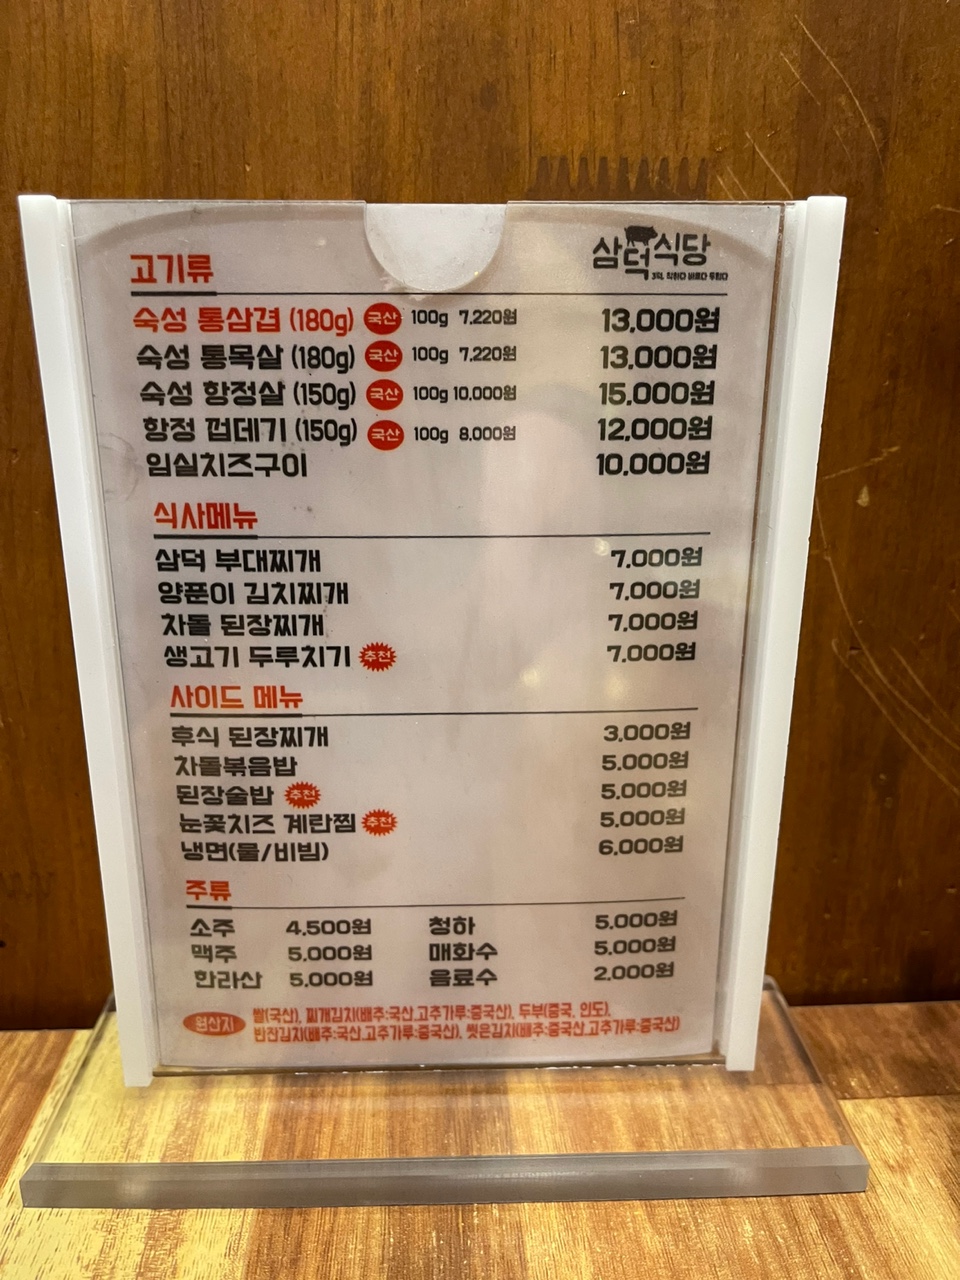 삼덕식당
3덕, 착하다 바르다 두텁다
고기류
숙성 통삼겹 (180g) 국산 100g 7,220원 13,000원
숙성 통목살 (180g) 국산 100g 7,220원 13,000원
숙성 항정살 (150g) 국산 100g 10,000원 15,000원
항정 껍데기 (150g) 국산 100g 8,000원 12,000원
임실치즈구이 10,000원
식사메뉴
삼덕 부대찌개 7,000원
양푼이 김치찌개 7,000원
차돌 된장찌개 7,000원
생고기 두루치기 추천 7,000원
사이드 메뉴
후식 된장찌개 3,000원
차돌볶음밥 5,000원
된장술밥 추천 5,000원
눈꽃치즈 계란찜 추천 5,000원
냉면(물/비빔) 6,000원
주류
소주 4,500원 청하 5,000원
맥주 5,000원 매화수 5,000원
한라산 5,000원 음료수 2,000원
원산지 쌀(국산), 찌개김치(배추:국산,고추가루:중국산), 두부(중국, 인도),
반찬김치(배추:국산,고추가루:중국산), 씻은김치(배추:중국산,고추가루:중국산)